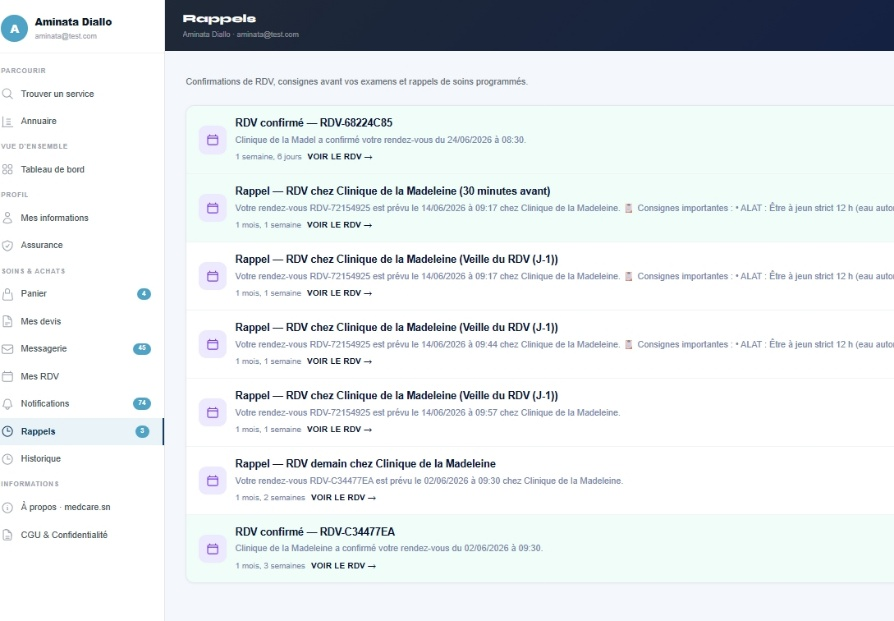 A
Aminata Diallo
aminata@test.com
PARCOURIR
Trouver un service
Annuaire
VUE D'ENSEMBLE
Tableau de bord
PROFIL
Mes informations
Assurance
SOINS & ACHATS
Panier 4
Mes devis
Messagerie 45
Mes RDV
Notifications 74
Rappels 3
Historique
INFORMATIONS
À propos · medcare.sn
CGU & Confidentialité
Rappels
Aminata Diallo · aminata@test.com
Confirmations de RDV, consignes avant vos examens et rappels de soins programmés.
RDV confirmé — RDV-68224C85
Clinique de la Madel a confirmé votre rendez-vous du 24/06/2026 à 08:30.
1 semaine, 6 jours VOIR LE RDV →
Rappel — RDV chez Clinique de la Madeleine (30 minutes avant)
Votre rendez-vous RDV-72154925 est prévu le 14/06/2026 à 09:17 chez Clinique de la Madeleine. 📋 Consignes importantes : • ALAT : Être à jeun strict 12 h (eau autor
1 mois, 1 semaine VOIR LE RDV →
Rappel — RDV chez Clinique de la Madeleine (Veille du RDV (J-1))
Votre rendez-vous RDV-72154925 est prévu le 14/06/2026 à 09:17 chez Clinique de la Madeleine. 📋 Consignes importantes : • ALAT : Être à jeun strict 12 h (eau autor
1 mois, 1 semaine VOIR LE RDV →
Rappel — RDV chez Clinique de la Madeleine (Veille du RDV (J-1))
Votre rendez-vous RDV-72154925 est prévu le 14/06/2026 à 09:44 chez Clinique de la Madeleine. 📋 Consignes importantes : • ALAT : Être à jeun strict 12 h (eau autor
1 mois, 1 semaine VOIR LE RDV →
Rappel — RDV chez Clinique de la Madeleine (Veille du RDV (J-1))
Votre rendez-vous RDV-72154925 est prévu le 14/06/2026 à 09:57 chez Clinique de la Madeleine.
1 mois, 1 semaine VOIR LE RDV →
Rappel — RDV demain chez Clinique de la Madeleine
Votre rendez-vous RDV-C34477EA est prévu le 02/06/2026 à 09:30 chez Clinique de la Madeleine.
1 mois, 2 semaines VOIR LE RDV →
RDV confirmé — RDV-C34477EA
Clinique de la Madeleine a confirmé votre rendez-vous du 02/06/2026 à 09:30.
1 mois, 3 semaines VOIR LE RDV →